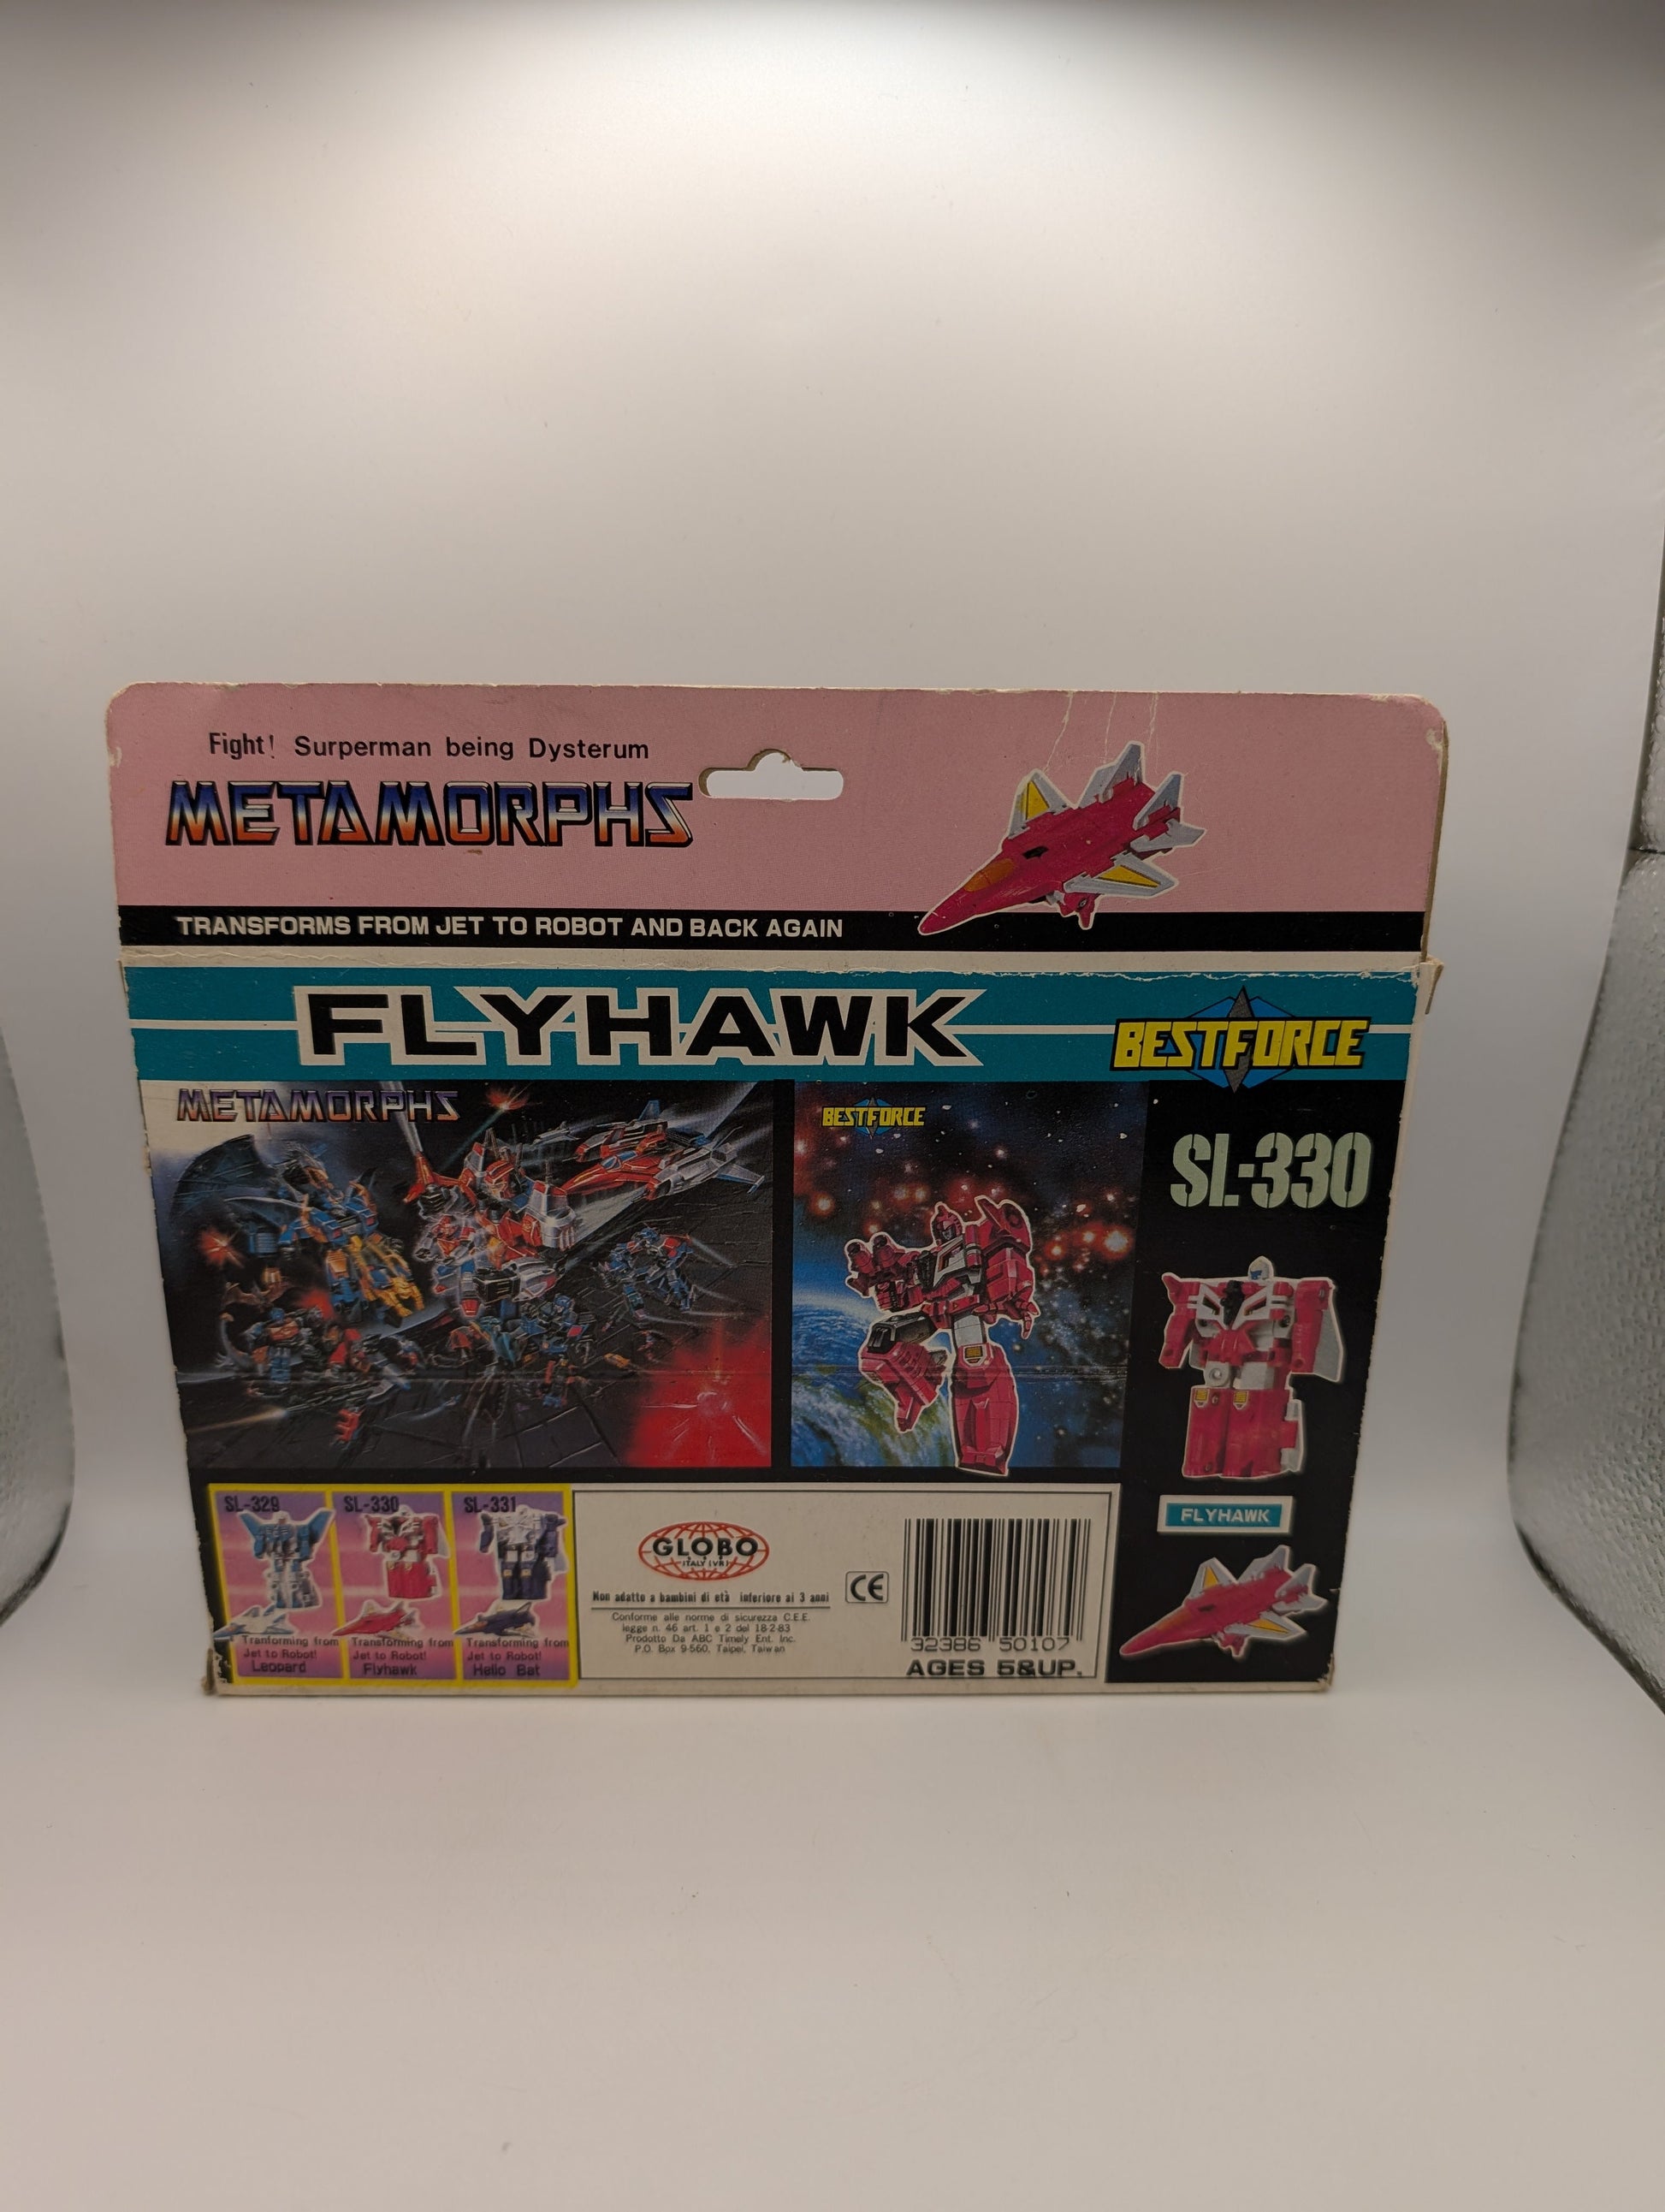 Fight! Surperman being Dysterum
METAMORPHS
TRANSFORMS FROM JET TO ROBOT AND BACK AGAIN
FLYHAWK
BESTFORCE
METAMORPHS
BESTFORCE
SL-330
FLYHAWK
SL-329
Tranforming from
Jet to Robot!
Leopard
SL-330
Transforming from
Jet to Robot!
Flyhawk
SL-331
Transforming from
Jet to Robot!
Hello Bat
GLOBO
ITALY (VR)
Non adatto a bambini di età inferiore ai 3 anni
Conforme alle norme di sicurezza C.E.E.
legge n. 46 art. 1 e 2 del 18-2-83
Prodotto Da ABC Timely Ent. Inc.
P.O. Box 9-560, Taipei, Taiwan
CE
32386 50107
AGES 5&UP.